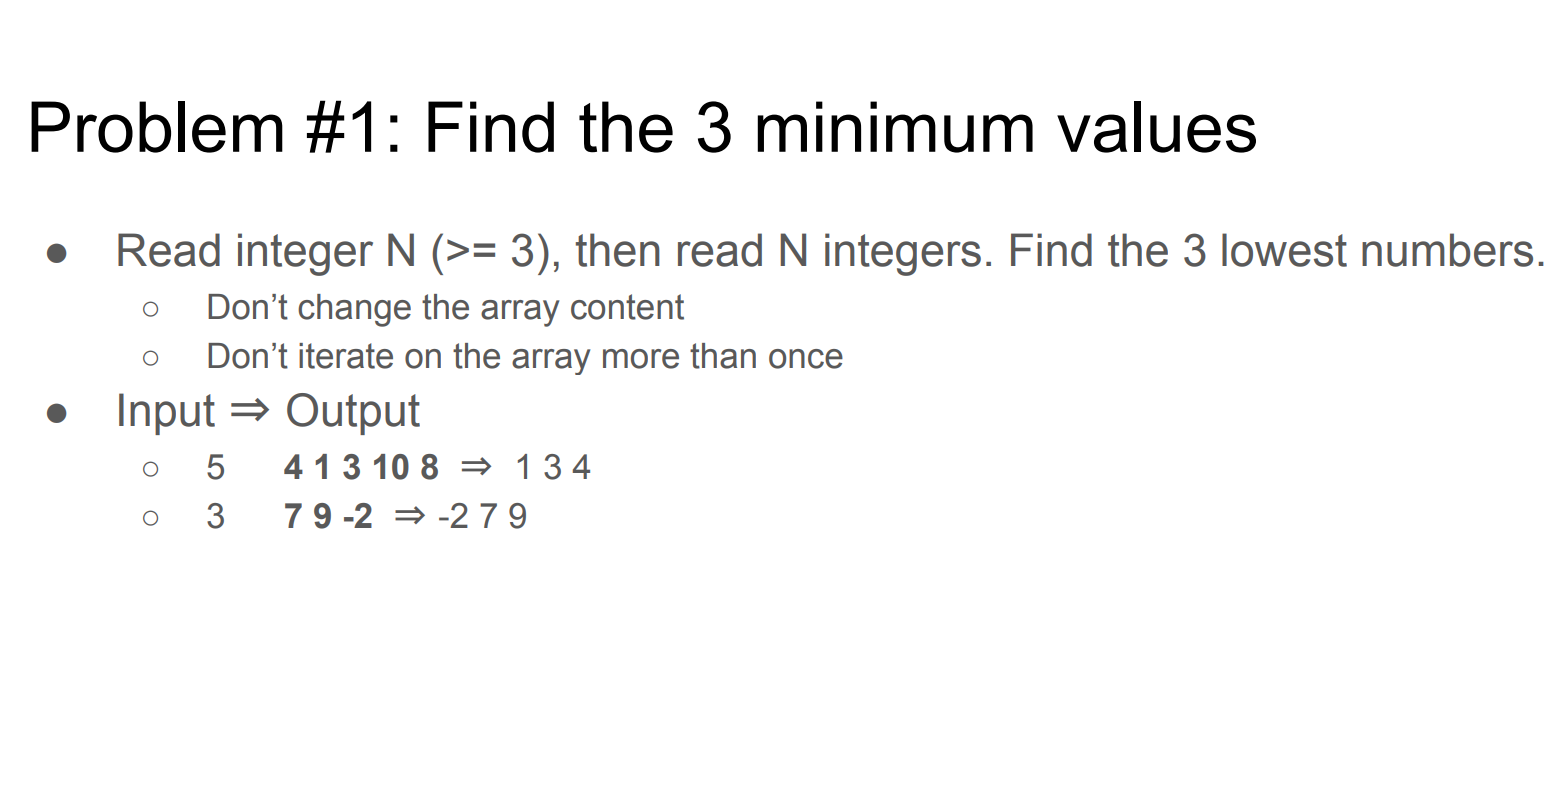 Problem #1: Find the 3 minimum values
● Read integer N (>= 3), then read N integers. Find the 3 lowest numbers.
○ Don’t change the array content
○ Don’t iterate on the array more than once
● Input ⇒ Output
○ 5 4 1 3 10 8 ⇒ 1 3 4
○ 3 7 9 -2 ⇒ -2 7 9